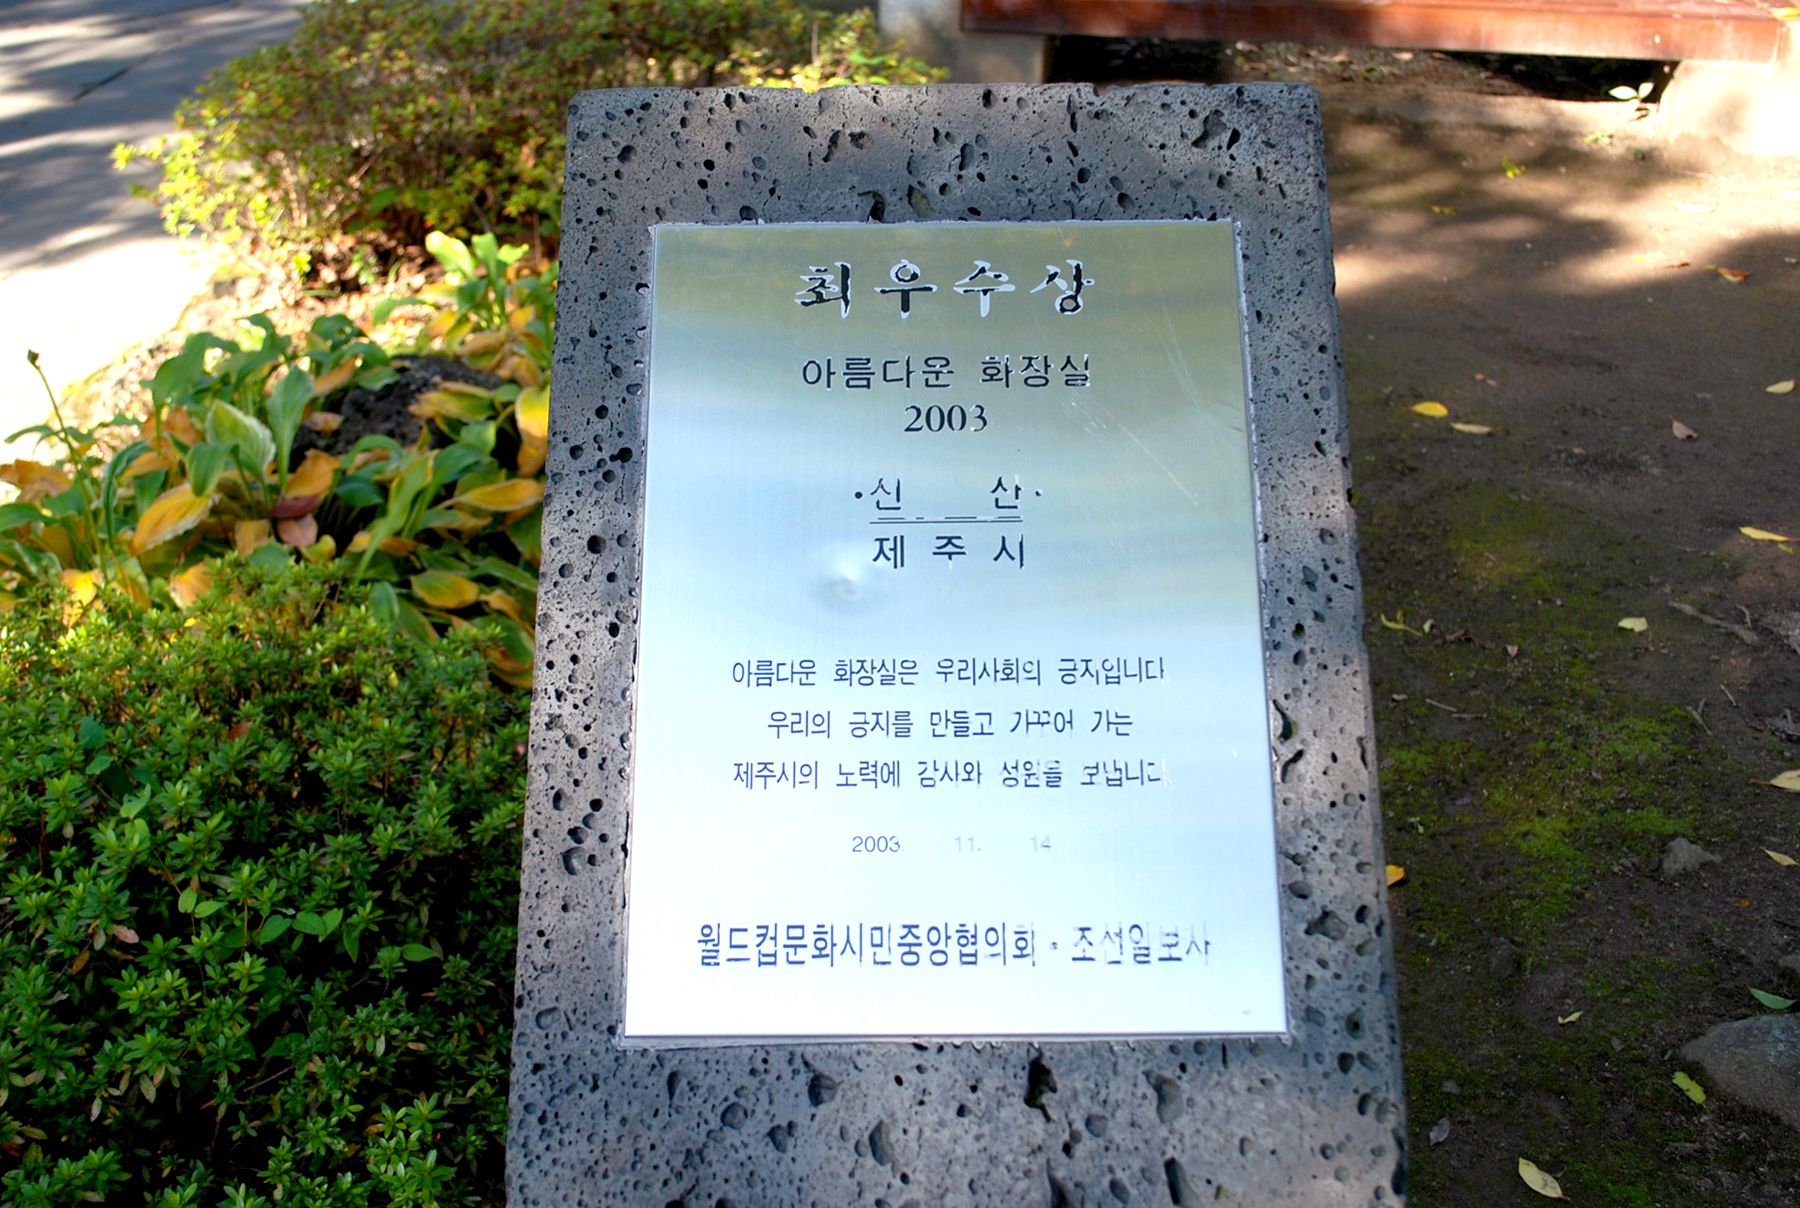 최우수상
아름다운 화장실
2003
·신 산·
제 주 시
아름다운 화장실은 우리사회의 긍지입니다
우리의 긍지를 만들고 가꾸어 가는
제주시의 노력에 감사와 성원을 보냅니다
2003. 11. 14
월드컵문화시민중앙협의회 · 조선일보사